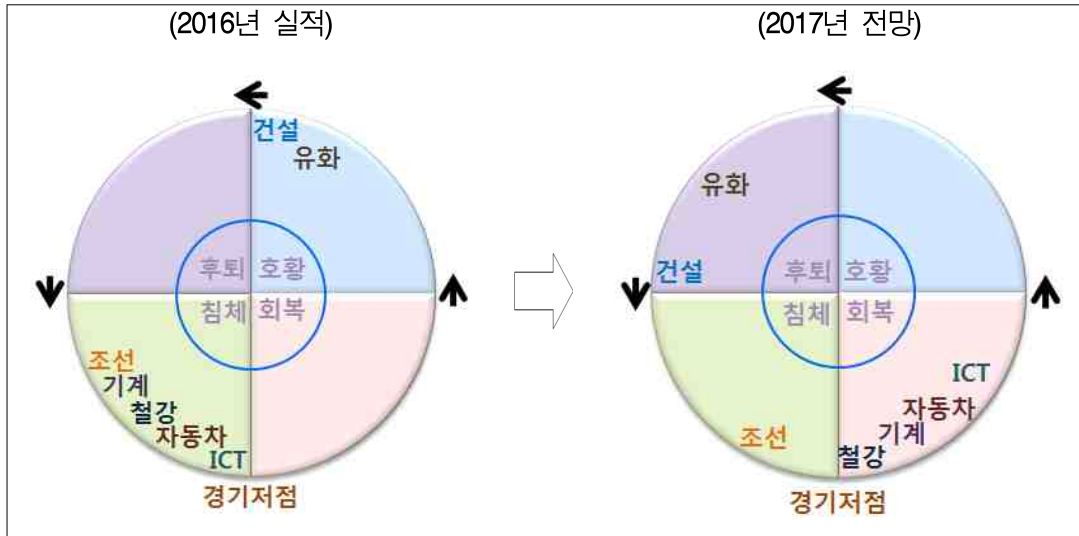 (2016년 실적)
건설
유화
후퇴 호황
침체 회복
조선
기계
철강
자동차
ICT
경기저점
(2017년 전망)
유화
건설
후퇴 호황
침체 회복
ICT
자동차
기계
조선
철강
경기저점